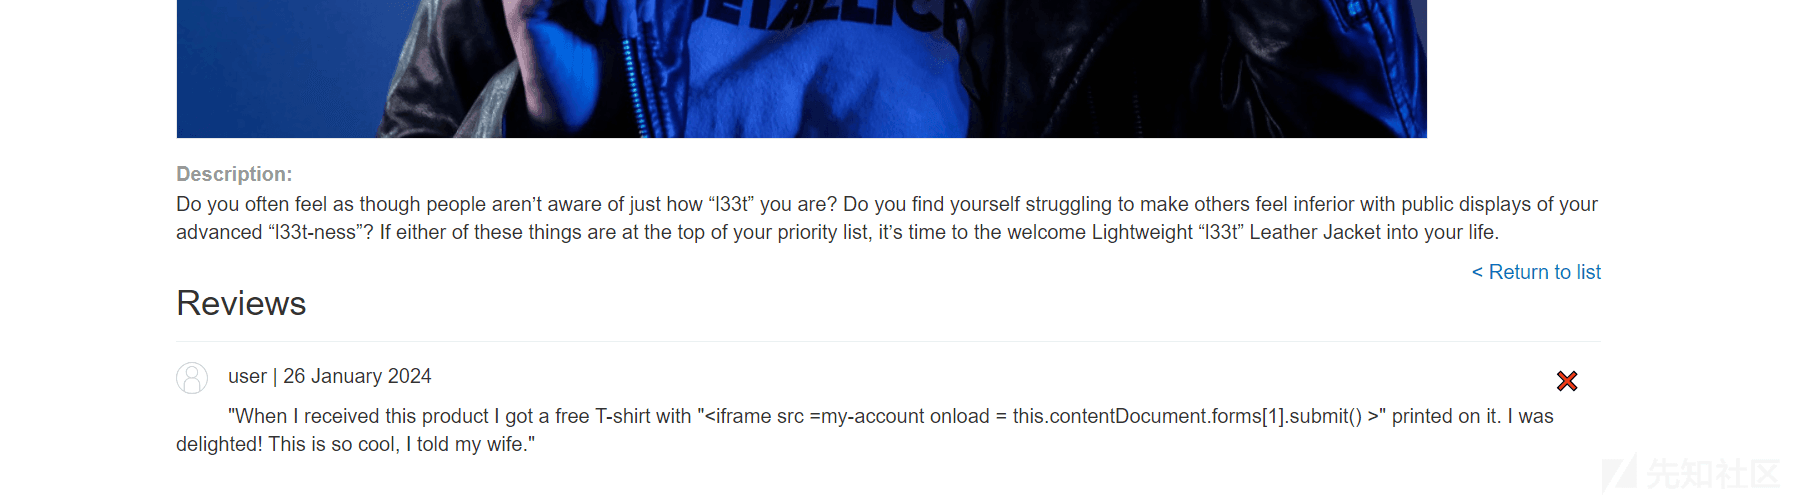 METALLICA
Description:
Do you often feel as though people aren’t aware of just how “l33t” you are? Do you find yourself struggling to make others feel inferior with public displays of your
advanced “l33t-ness”? If either of these things are at the top of your priority list, it’s time to the welcome Lightweight “l33t” Leather Jacket into your life.
< Return to list
Reviews
user | 26 January 2024
"When I received this product I got a free T-shirt with "<iframe src =my-account onload = this.contentDocument.forms[1].submit() >" printed on it. I was
delighted! This is so cool, I told my wife."
先知社区